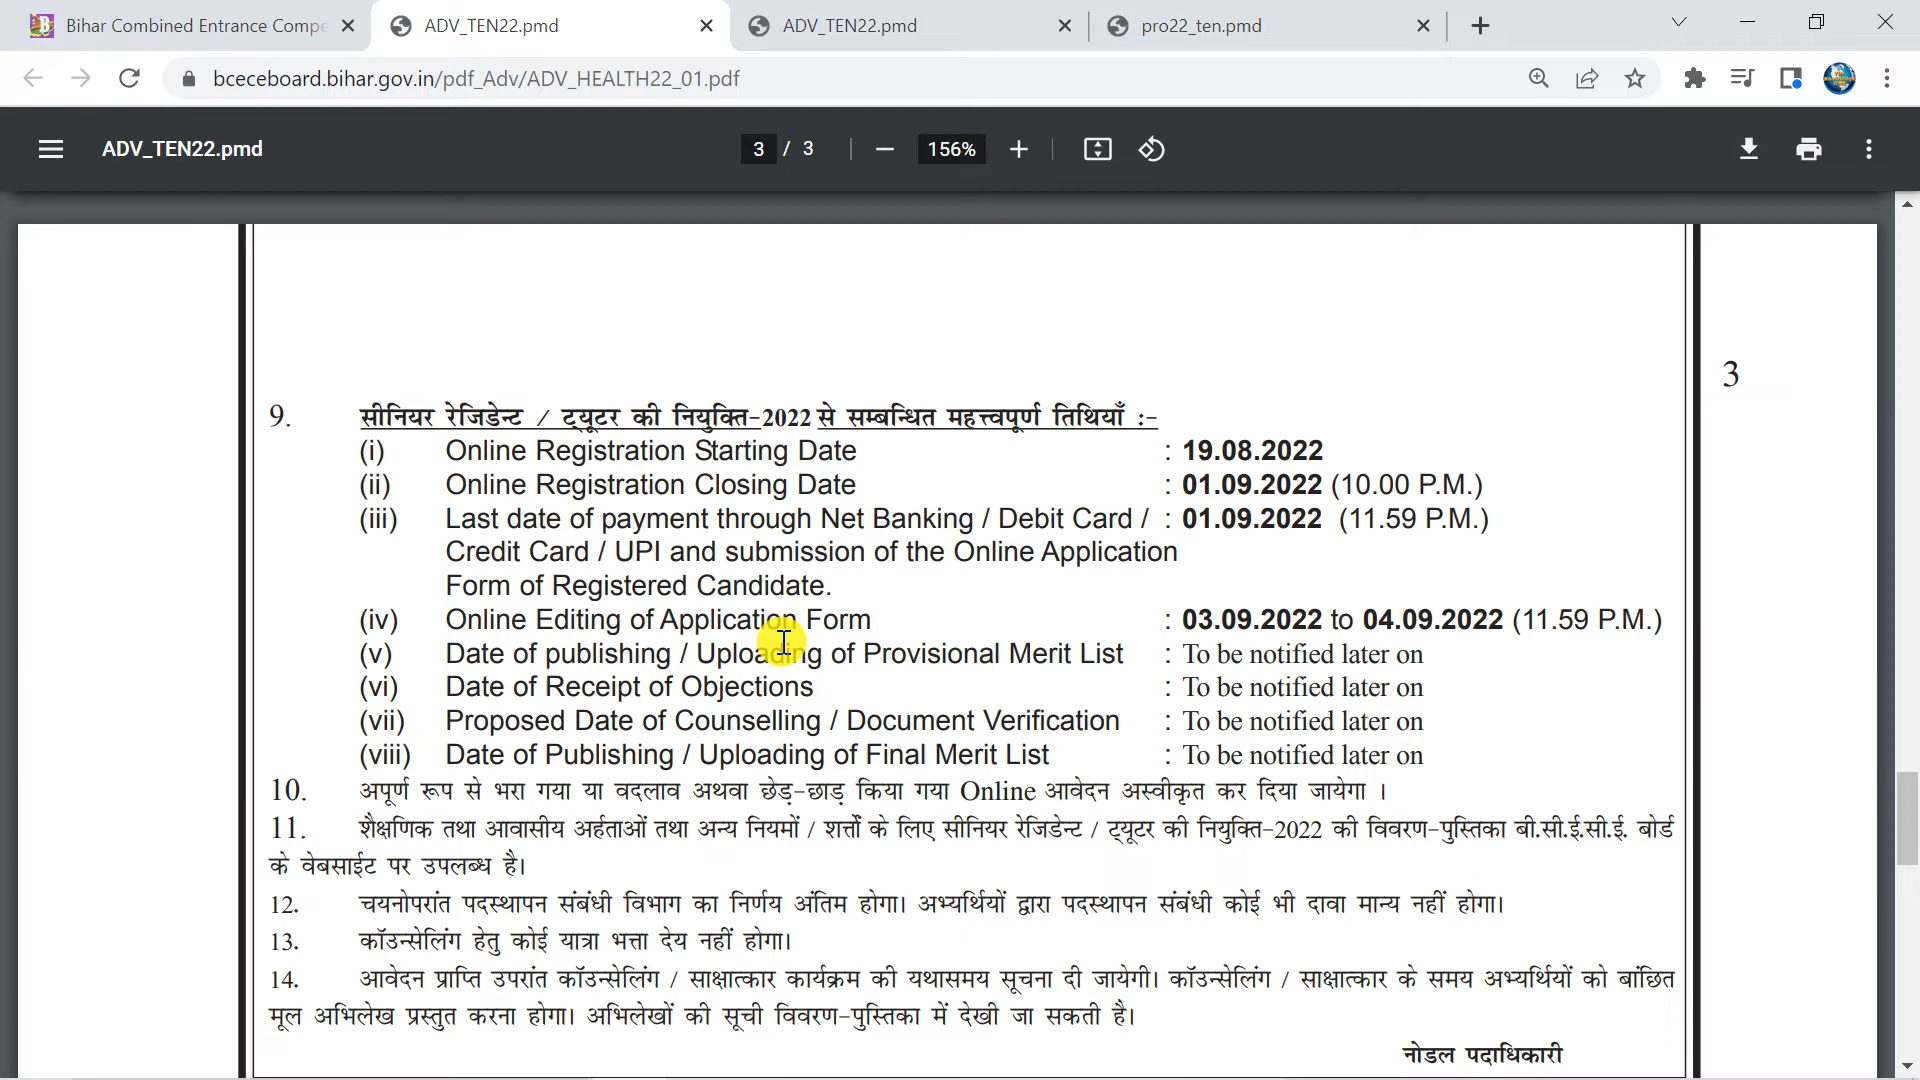 Bihar Combined Entrance Compe
ADV_TEN22.pmd
ADV_TEN22.pmd
pro22_ten.pmd
bceceboard.bihar.gov.in/pdf_Adv/ADV_HEALTH22_01.pdf
ADV_TEN22.pmd
3 / 3
156%
3
9. सीनियर रेजिडेन्ट / ट्यूटर की नियुक्ति-2022 से सम्बन्धित महत्त्वपूर्ण तिथियाँ :-
(i) Online Registration Starting Date : 19.08.2022
(ii) Online Registration Closing Date : 01.09.2022 (10.00 P.M.)
(iii) Last date of payment through Net Banking / Debit Card / : 01.09.2022 (11.59 P.M.)
Credit Card / UPI and submission of the Online Application
Form of Registered Candidate.
(iv) Online Editing of Application Form : 03.09.2022 to 04.09.2022 (11.59 P.M.)
(v) Date of publishing / Uploading of Provisional Merit List : To be notified later on
(vi) Date of Receipt of Objections : To be notified later on
(vii) Proposed Date of Counselling / Document Verification : To be notified later on
(viii) Date of Publishing / Uploading of Final Merit List : To be notified later on
10. अपूर्ण रूप से भरा गया या वदलाव अथवा छेड़-छाड़ किया गया Online आवेदन अस्वीकृत कर दिया जायेगा ।
11. शैक्षणिक तथा आवासीय अर्हताओं तथा अन्य नियमों / शर्त्तों के लिए सीनियर रेजिडेन्ट / ट्यूटर की नियुक्ति-2022 की विवरण-पुस्तिका बी.सी.ई.सी.ई. बोर्ड
के वेबसाईट पर उपलब्ध है।
12. चयनोपरांत पदस्थापन संबंधी विभाग का निर्णय अंतिम होगा। अभ्यर्थियों द्वारा पदस्थापन संबंधी कोई भी दावा मान्य नहीं होगा।
13. कॉउन्सेलिंग हेतु कोई यात्रा भत्ता देय नहीं होगा।
14. आवेदन प्राप्ति उपरांत कॉउन्सेलिंग / साक्षात्कार कार्यक्रम की यथासमय सूचना दी जायेगी। कॉउन्सेलिंग / साक्षात्कार के समय अभ्यर्थियों को बांछित
मूल अभिलेख प्रस्तुत करना होगा। अभिलेखों की सूची विवरण-पुस्तिका में देखी जा सकती है।
नोडल पदाधिकारी